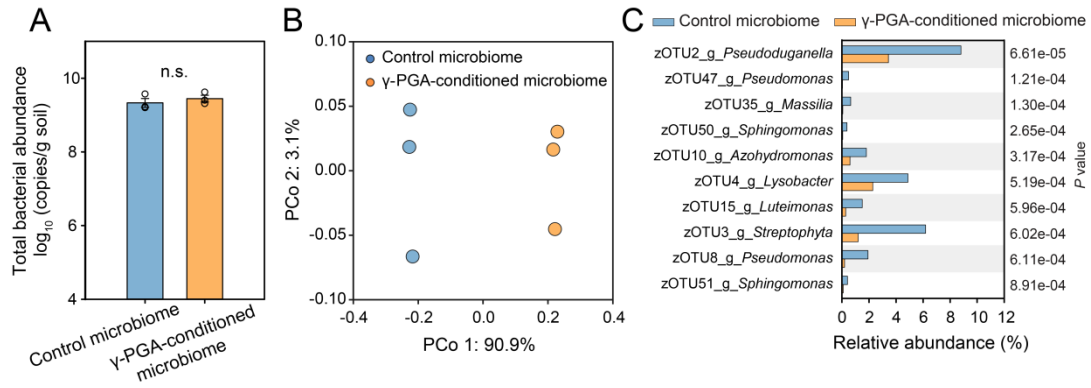 A
Total bacterial abundance
log₁₀ (copies/g soil)
10
8
6
4
n.s.
Control microbiome
γ-PGA-conditioned
microbiome
B
Control microbiome
γ-PGA-conditioned microbiome
PCo 2: 3.1%
0.10
0.05
0.00
-0.05
-0.10
-0.4
-0.2
0.0
0.2
0.4
PCo 1: 90.9%
C
Control microbiome
γ-PGA-conditioned microbiome
zOTU2_g_Pseudoduganella 6.61e-05
zOTU47_g_Pseudomonas 1.21e-04
zOTU35_g_Massilia 1.30e-04
zOTU50_g_Sphingomonas 2.65e-04
zOTU10_g_Azohydromonas 3.17e-04
zOTU4_g_Lysobacter 5.19e-04
zOTU15_g_Luteimonas 5.96e-04
zOTU3_g_Streptophyta 6.02e-04
zOTU8_g_Pseudomonas 6.11e-04
zOTU51_g_Sphingomonas 8.91e-04
P value
0 2 4 6 8 10 12
Relative abundance (%)